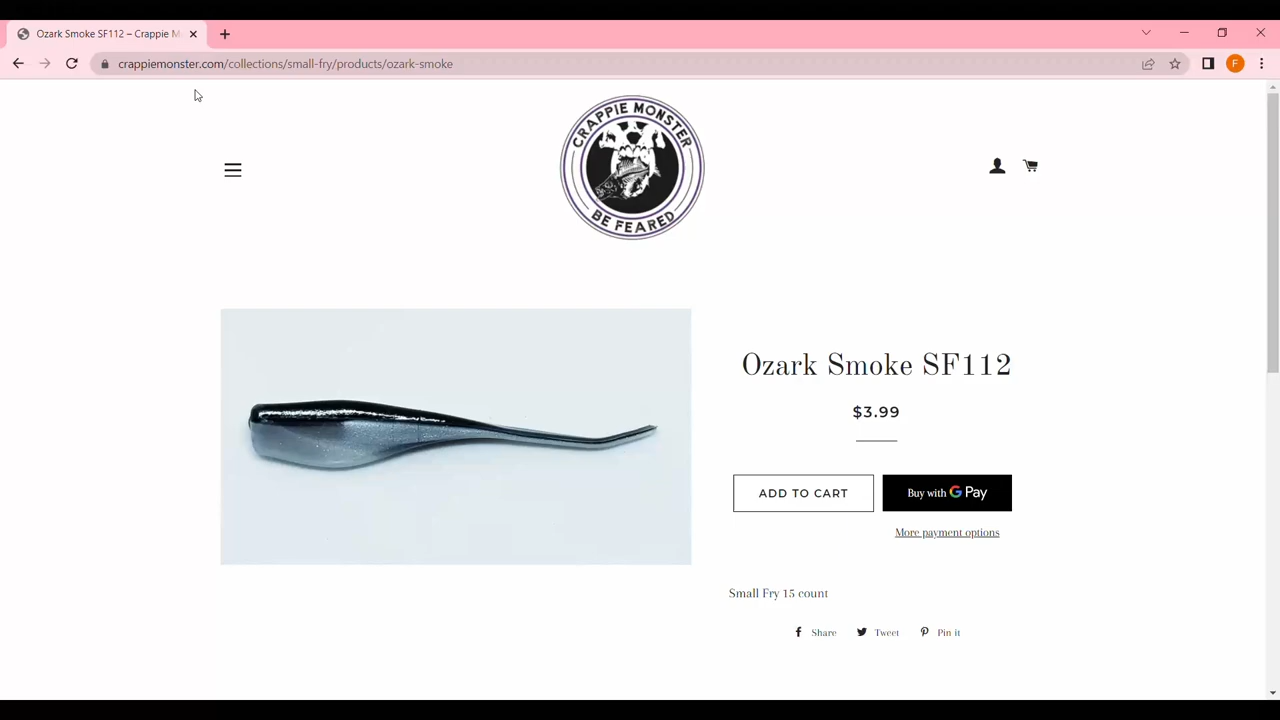 Ozark Smoke SF112 – Crappie M
crappiemonster.com/collections/small-fry/products/ozark-smoke
F
CRAPPIE MONSTER
BE FEARED
Ozark Smoke SF112
$3.99
ADD TO CART
Buy with G Pay
More payment options
Small Fry 15 count
Share
Tweet
Pin it